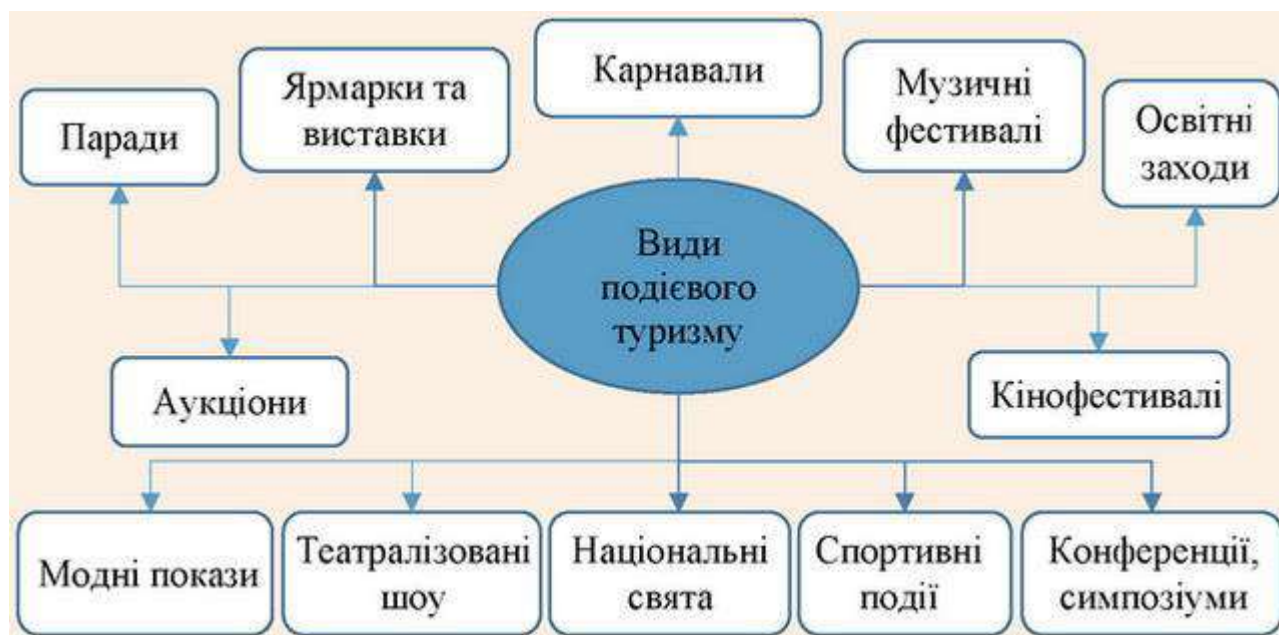 Паради
Ярмарки та
виставки
Карнавали
Музичні
фестивалі
Освітні
заходи
Види
подієвого
туризму
Аукціони
Кінофестивалі
Модні покази
Театралізовані
шоу
Національні
свята
Спортивні
події
Конференції,
симпозіуми